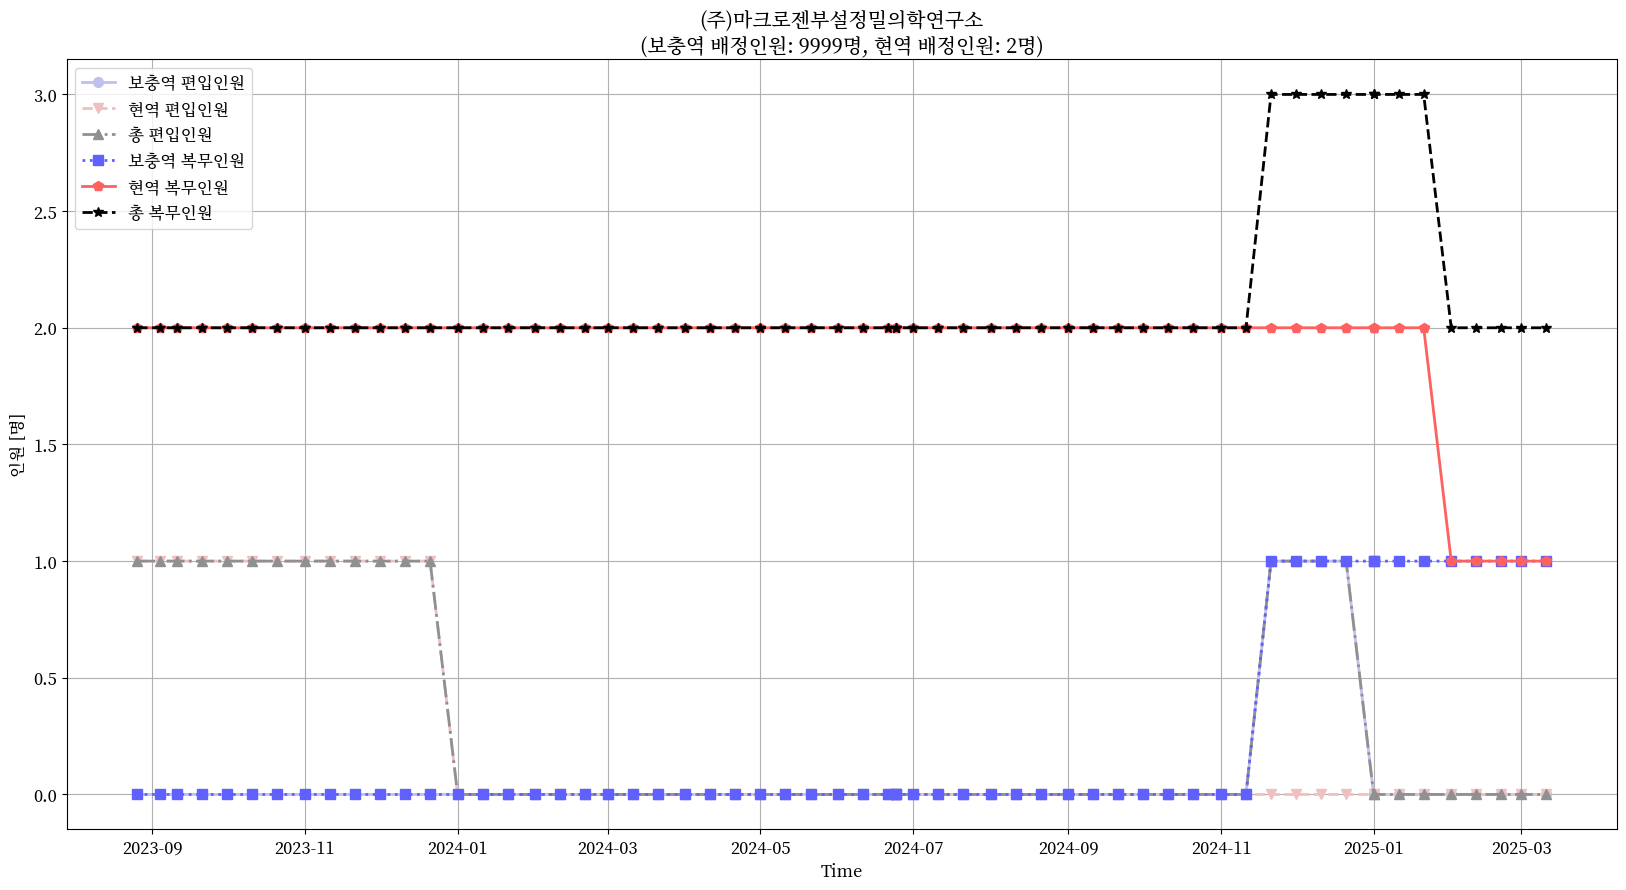 (주)마크로젠부설정밀의학연구소
(보충역 배정인원: 9999명, 현역 배정인원: 2명)
보충역 편입인원
현역 편입인원
총 편입인원
보충역 복무인원
현역 복무인원
총 복무인원
인원 [명]
3.0
2.5
2.0
1.5
1.0
0.5
0.0
2023-09
2023-11
2024-01
2024-03
2024-05
2024-07
2024-09
2024-11
2025-01
2025-03
Time